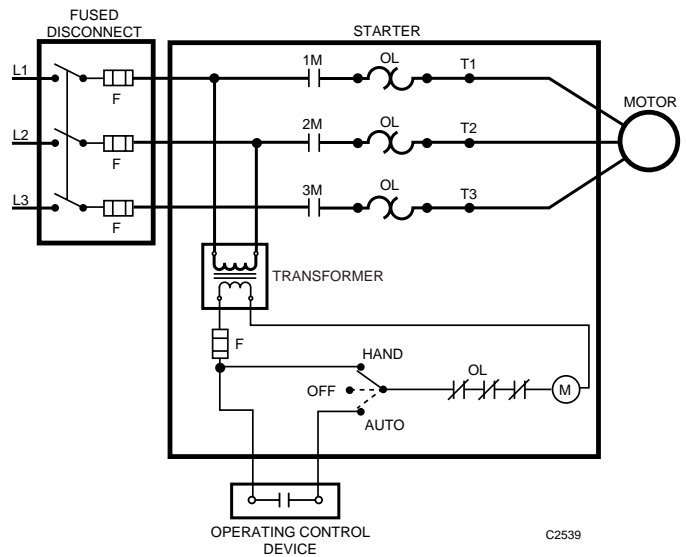 FUSED
DISCONNECT
STARTER
L1
F
1M
OL
T1
MOTOR
L2
F
2M
OL
T2
L3
F
3M
OL
T3
TRANSFORMER
F
HAND
OL
OFF
M
AUTO
OPERATING CONTROL
DEVICE
C2539